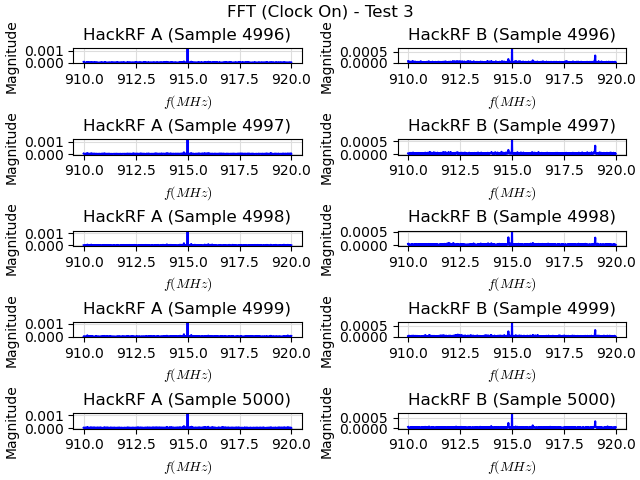 FFT (Clock On) - Test 3
HackRF A (Sample 4996)
Magnitude
0.001
0.000
910.0 912.5 915.0 917.5 920.0
f(MHz)
HackRF B (Sample 4996)
Magnitude
0.0005
0.0000
910.0 912.5 915.0 917.5 920.0
f(MHz)
HackRF A (Sample 4997)
Magnitude
0.001
0.000
910.0 912.5 915.0 917.5 920.0
f(MHz)
HackRF B (Sample 4997)
Magnitude
0.0005
0.0000
910.0 912.5 915.0 917.5 920.0
f(MHz)
HackRF A (Sample 4998)
Magnitude
0.001
0.000
910.0 912.5 915.0 917.5 920.0
f(MHz)
HackRF B (Sample 4998)
Magnitude
0.0005
0.0000
910.0 912.5 915.0 917.5 920.0
f(MHz)
HackRF A (Sample 4999)
Magnitude
0.001
0.000
910.0 912.5 915.0 917.5 920.0
f(MHz)
HackRF B (Sample 4999)
Magnitude
0.0005
0.0000
910.0 912.5 915.0 917.5 920.0
f(MHz)
HackRF A (Sample 5000)
Magnitude
0.001
0.000
910.0 912.5 915.0 917.5 920.0
f(MHz)
HackRF B (Sample 5000)
Magnitude
0.0005
0.0000
910.0 912.5 915.0 917.5 920.0
f(MHz)